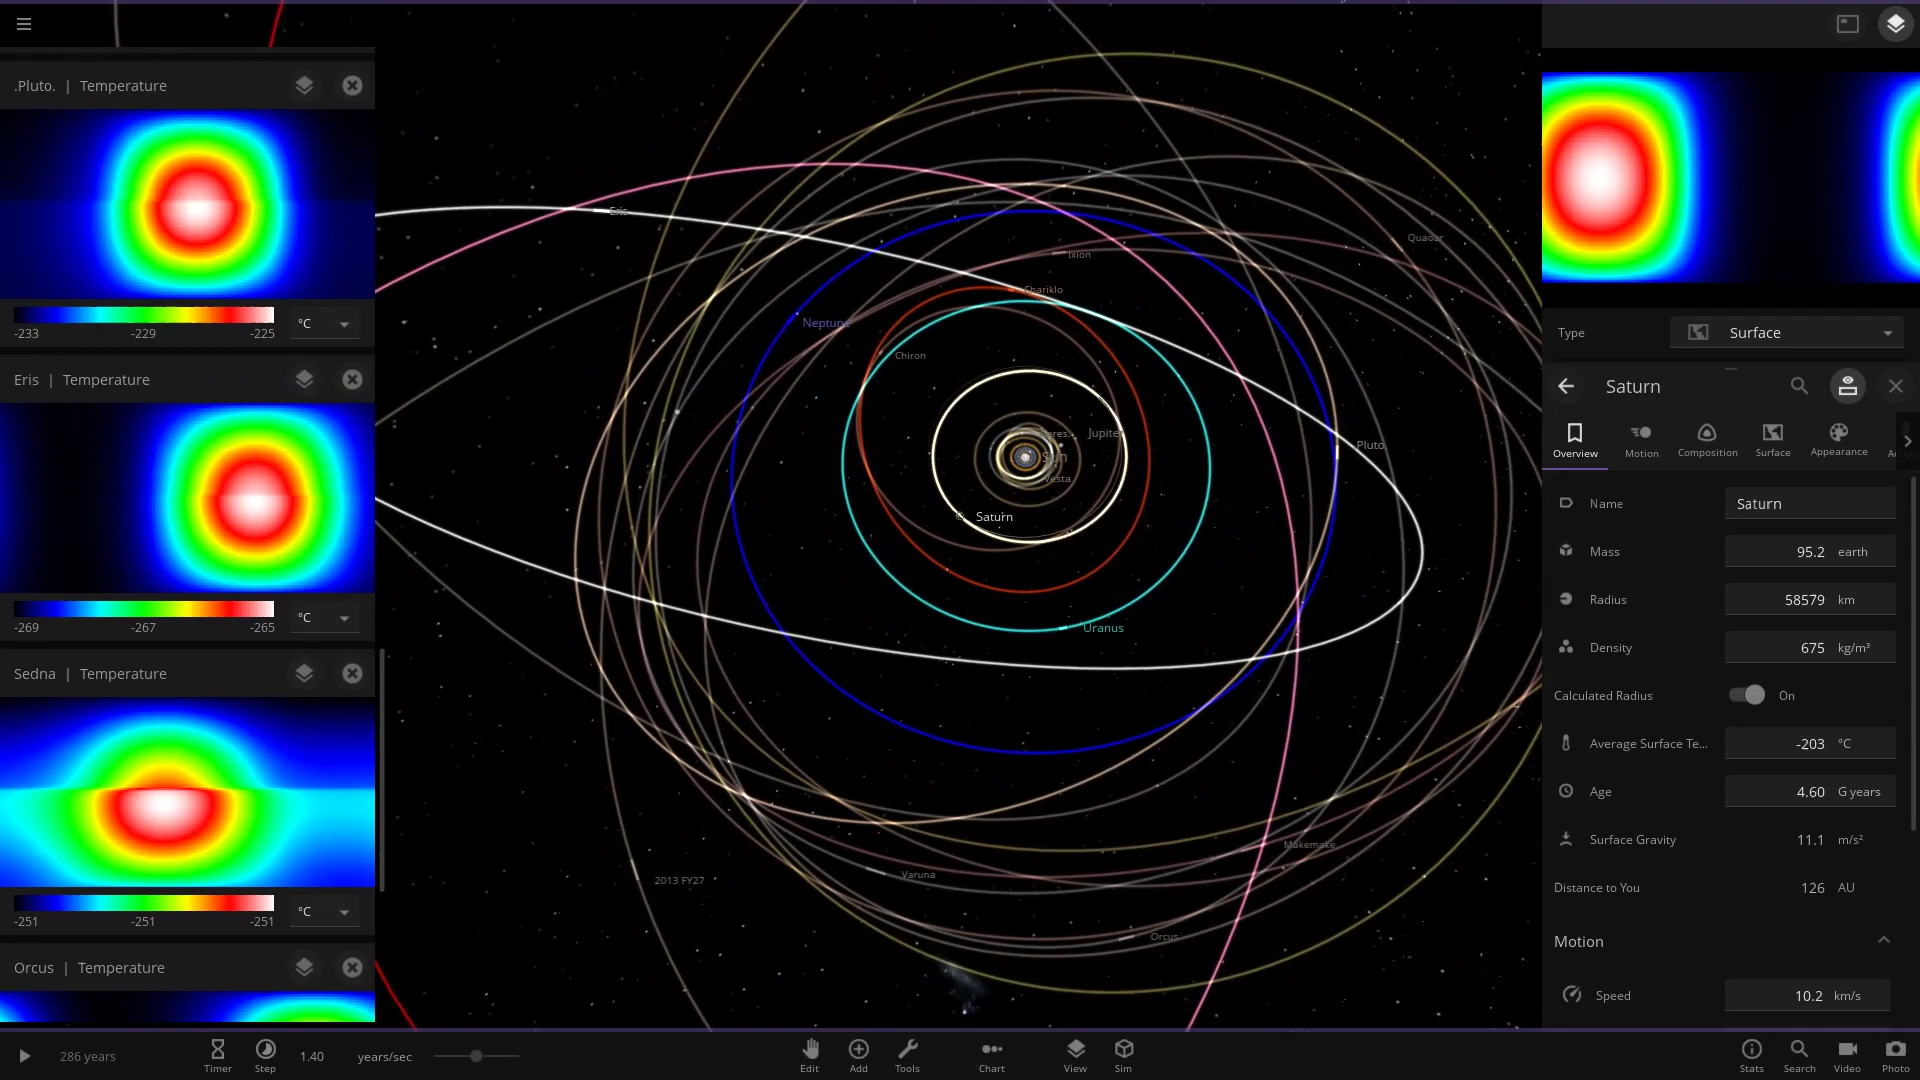 .Pluto. | Temperature
-233 -229 -225 °C
Eris | Temperature
-269 -267 -265 °C
Sedna | Temperature
-251 -251 -251 °C
Orcus | Temperature
Eris
Quaoar
Ixion
Chariklo
Neptune
Chiron
Jupiter
Pluto.
Sun
Vesta
Saturn
Uranus
Makemake
Varuna
2013 FY27
Orcus
Type Surface
Saturn
Overview Motion Composition Surface Appearance
Name Saturn
Mass 95.2 earth
Radius 58579 km
Density 675 kg/m³
Calculated Radius On
Average Surface Te... -203 °C
Age 4.60 G years
Surface Gravity 11.1 m/s²
Distance to You 126 AU
Motion
Speed 10.2 km/s
286 years Timer Step 1.40 years/sec Edit Add Tools Chart View Sim Stats Search Video Photo